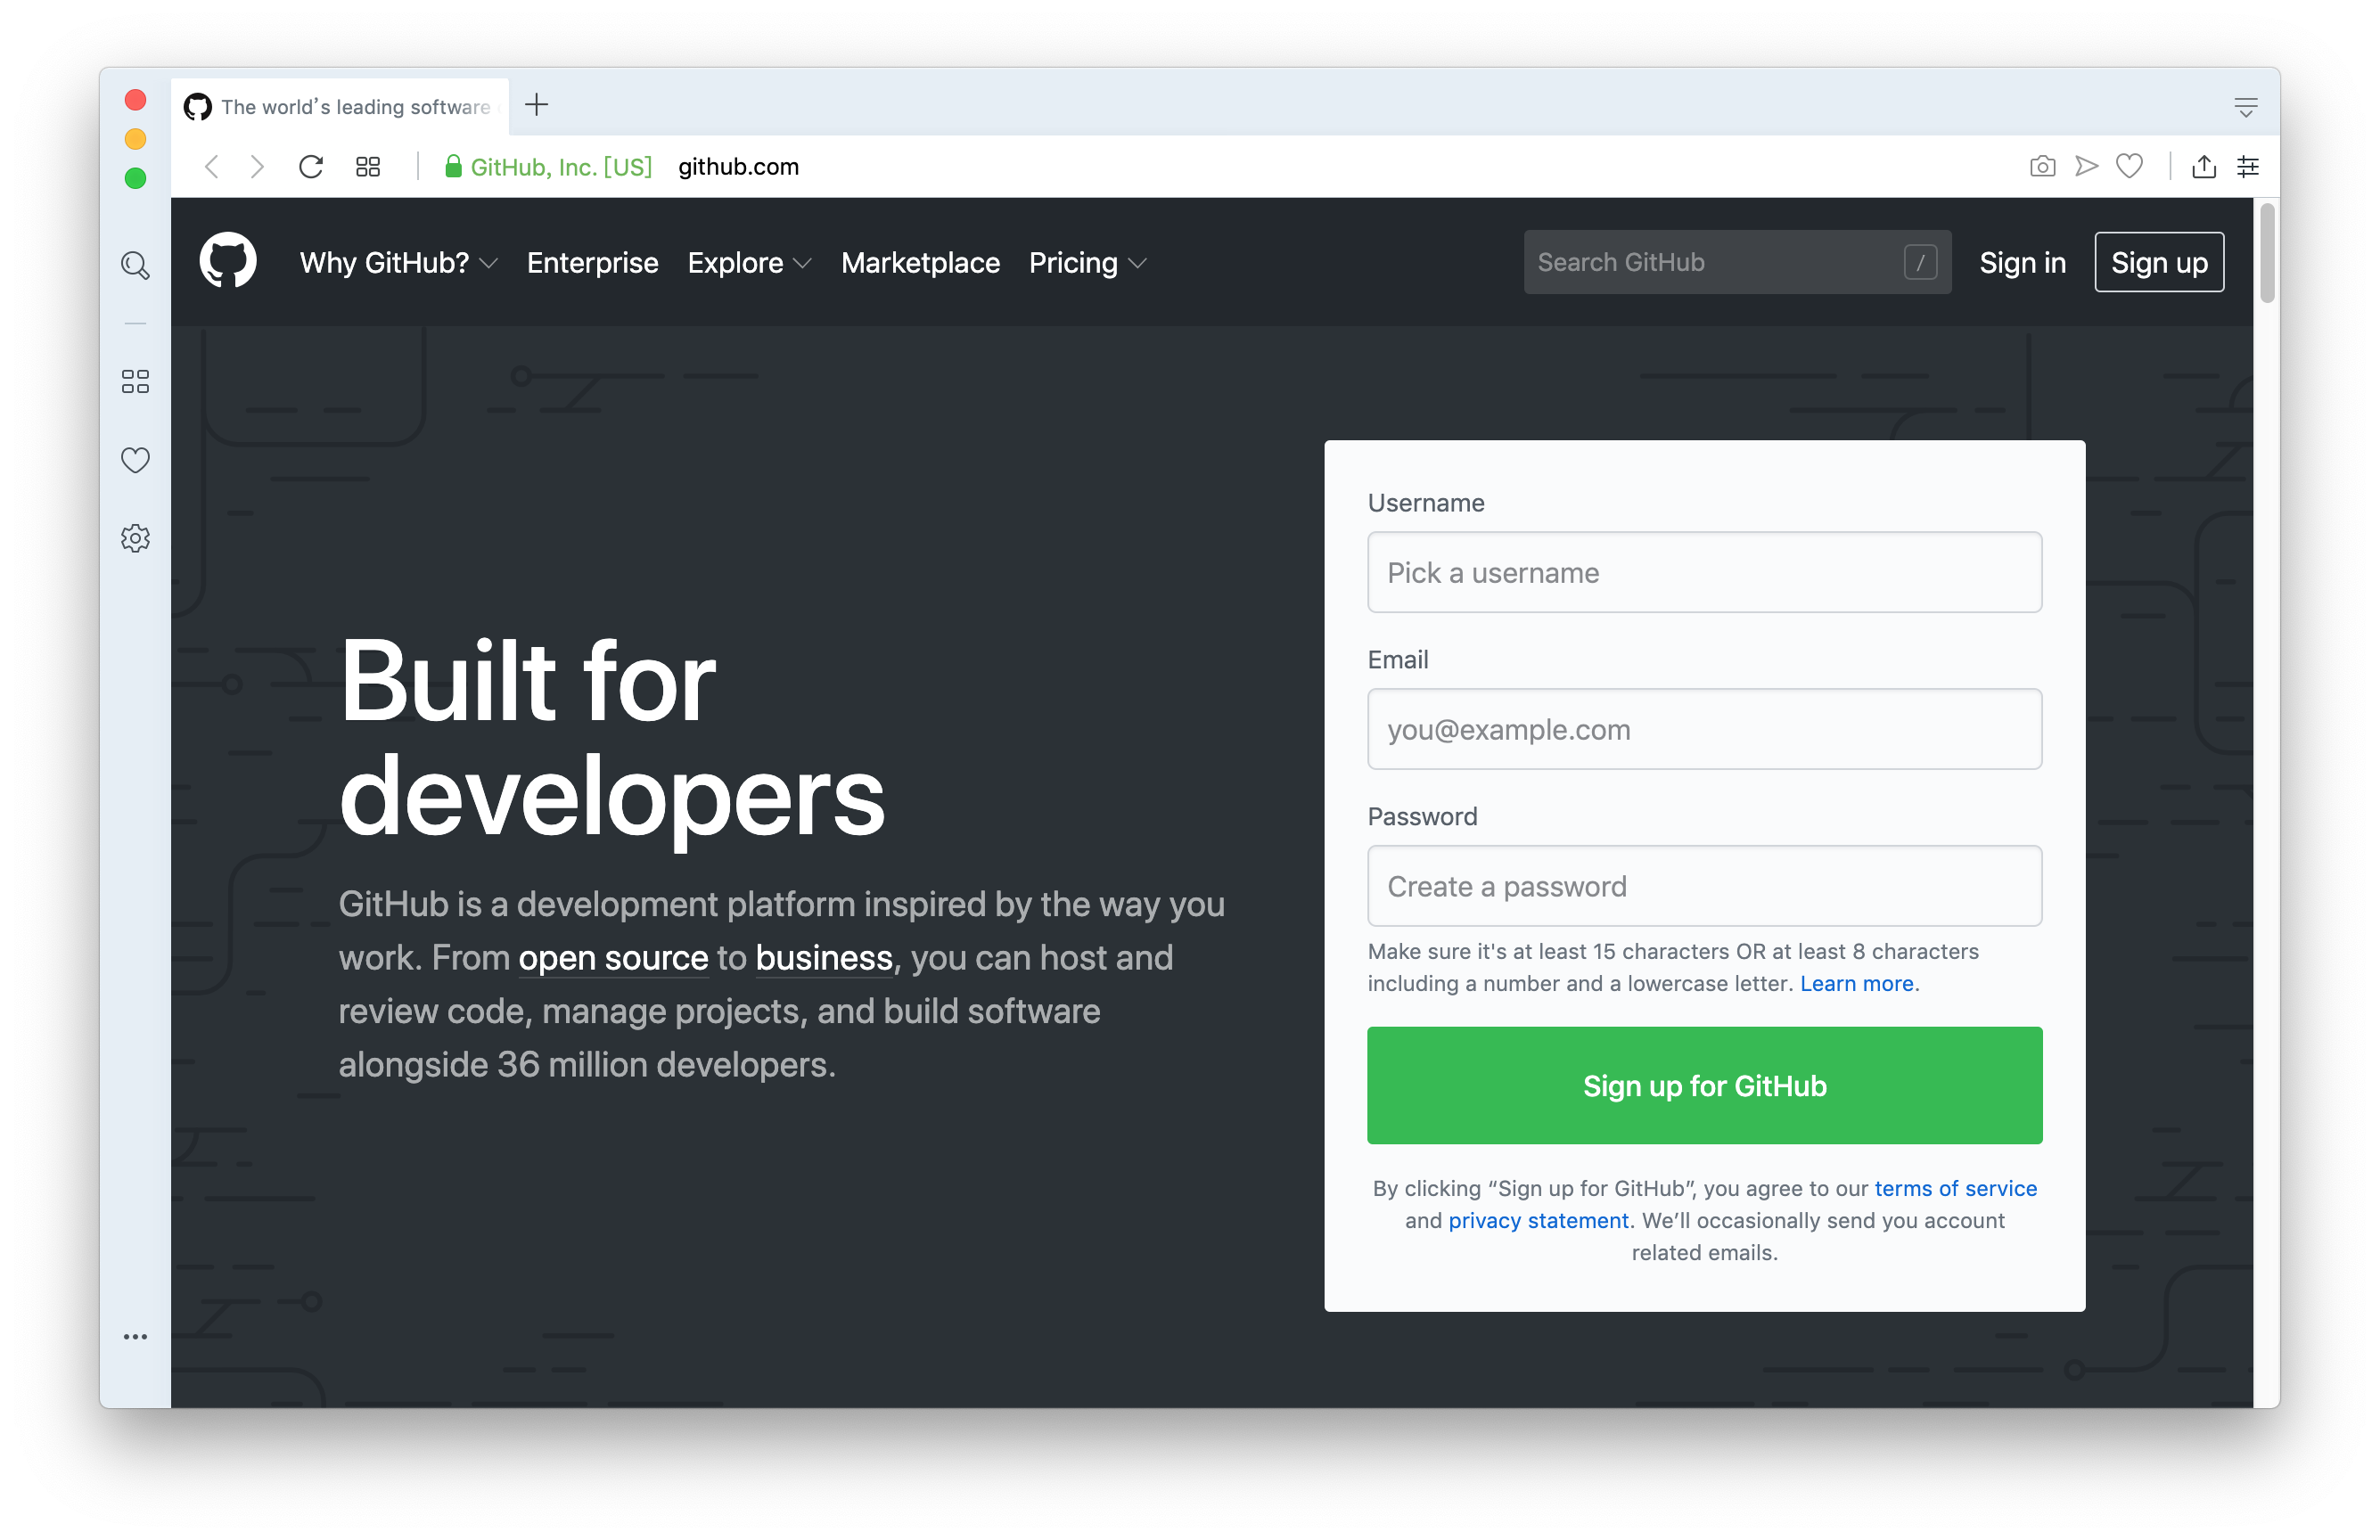 The world's leading software
GitHub, Inc. [US] github.com
Why GitHub? Enterprise Explore Marketplace Pricing Search GitHub / Sign in Sign up
Built for
developers
GitHub is a development platform inspired by the way you
work. From open source to business, you can host and
review code, manage projects, and build software
alongside 36 million developers.
Username
Pick a username
Email
you@example.com
Password
Create a password
Make sure it's at least 15 characters OR at least 8 characters
including a number and a lowercase letter. Learn more.
Sign up for GitHub
By clicking “Sign up for GitHub”, you agree to our terms of service
and privacy statement. We’ll occasionally send you account
related emails.